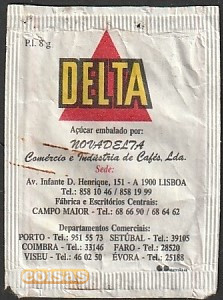 P.I. 8 g
DELTA
Açúcar embalado por:
NOVADELTA
Comércio e Indústria de Cafés, Lda.
Sede:
Av. Infante D. Henrique, 151 - A 1900 LISBOA
Tel.: 858 10 46 / 858 19 99
Fábrica e Escritórios Centrais:
CAMPO MAIOR - Tel.: 68 66 90 / 68 64 62
Departamentos Comerciais:
PORTO - Tel.: 951 55 73 SETÚBAL - Tel.: 39105
COIMBRA - Tel.: 33146 FARO - Tel.: 28520
VISEU - Tel.: 46 02 50 ÉVORA - Tel.: 25188